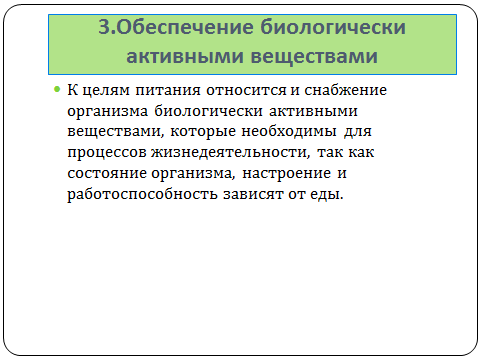 3.Обеспечение биологически
активными веществами
К целям питания относится и снабжение
организма биологически активными
веществами, которые необходимы для
процессов жизнедеятельности, так как
состояние организма, настроение и
работоспособность зависят от еды.